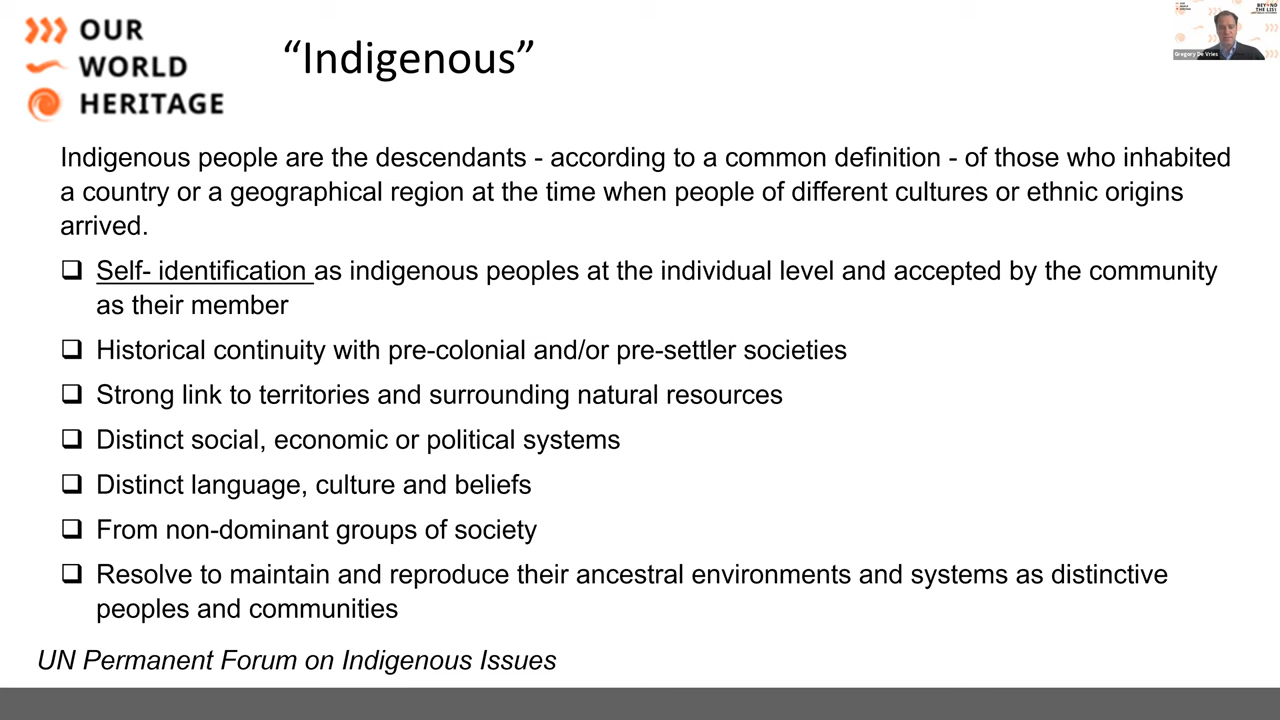 OUR
WORLD
HERITAGE
“Indigenous”
Gregory De Vries
Indigenous people are the descendants - according to a common definition - of those who inhabited
a country or a geographical region at the time when people of different cultures or ethnic origins
arrived.
Self- identification as indigenous peoples at the individual level and accepted by the community
as their member
Historical continuity with pre-colonial and/or pre-settler societies
Strong link to territories and surrounding natural resources
Distinct social, economic or political systems
Distinct language, culture and beliefs
From non-dominant groups of society
Resolve to maintain and reproduce their ancestral environments and systems as distinctive
peoples and communities
UN Permanent Forum on Indigenous Issues